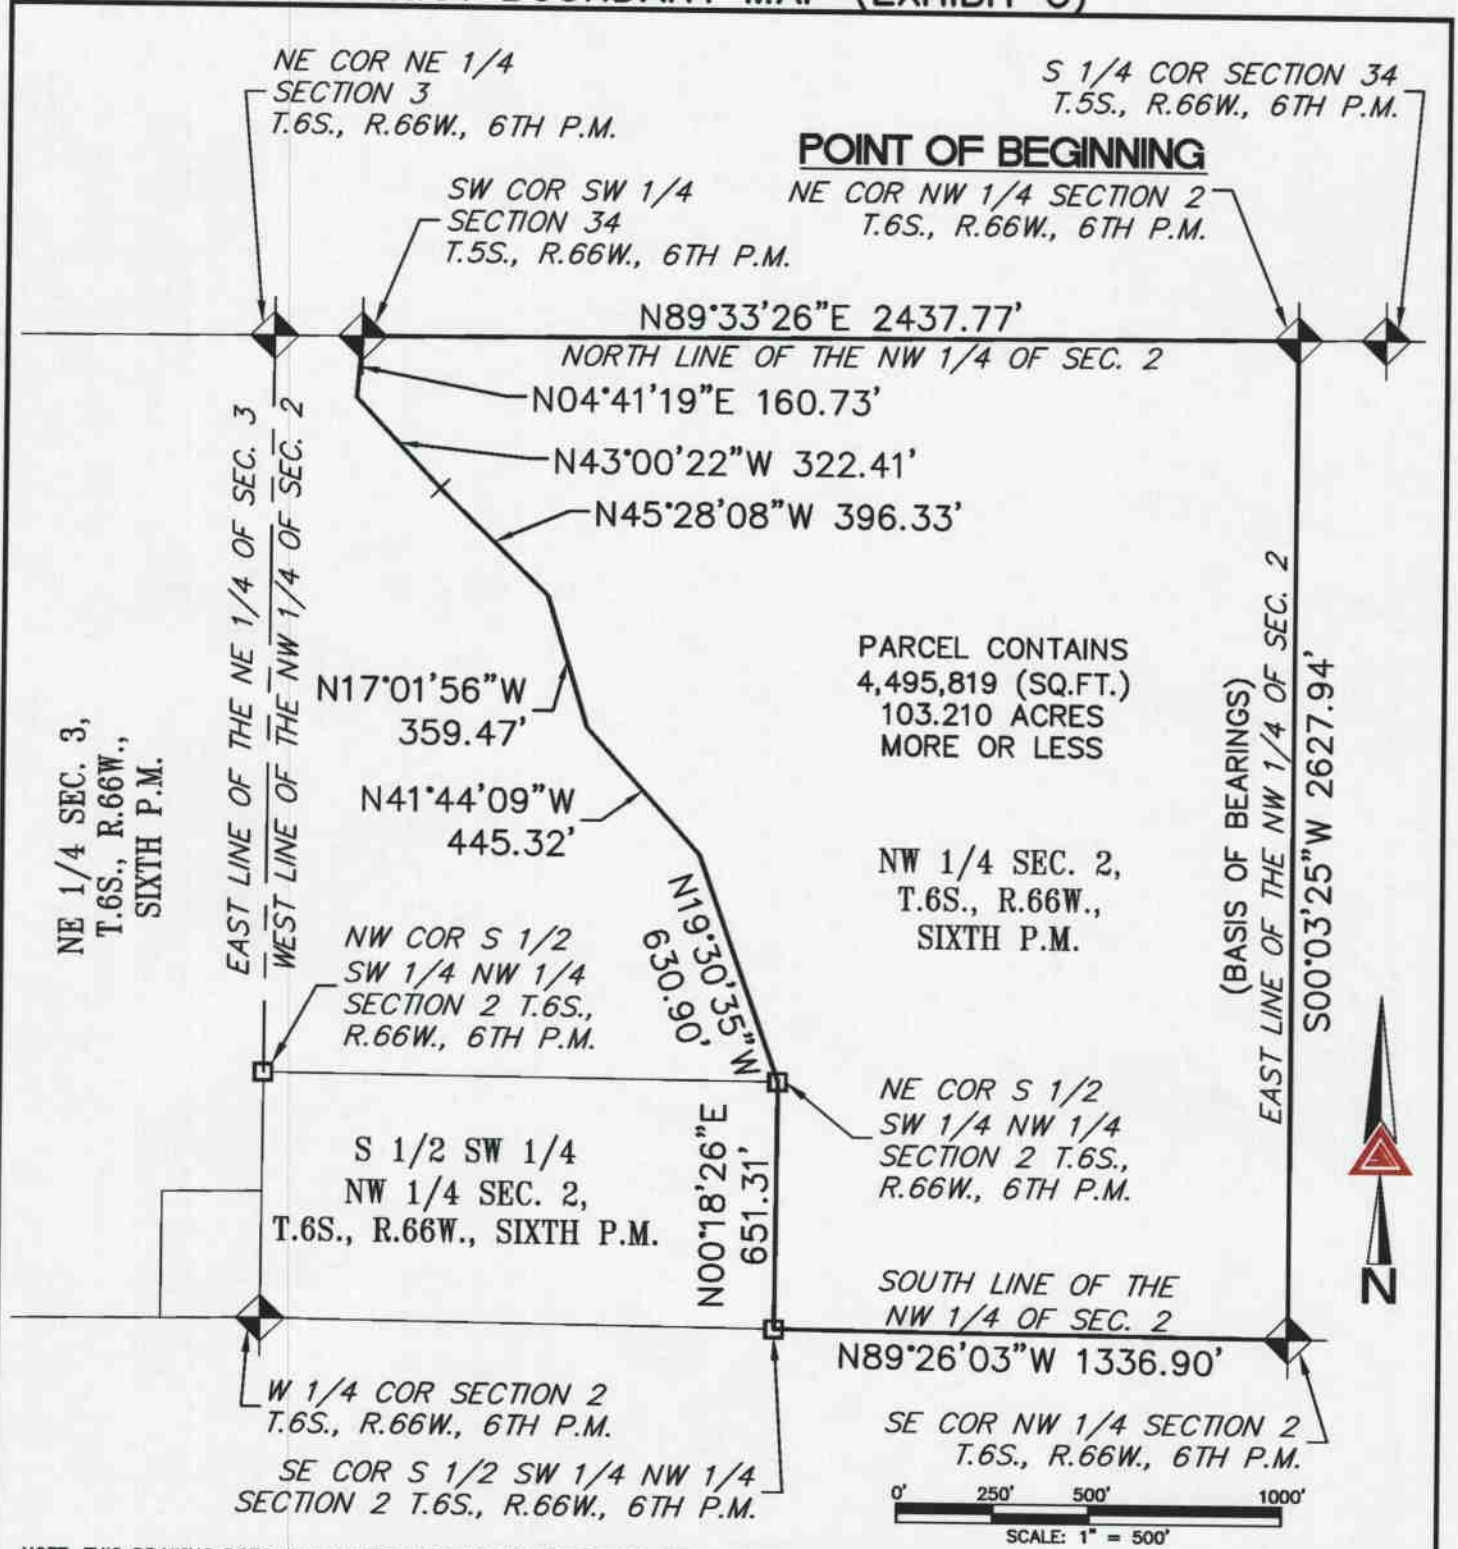 BOUNDARY MAP (EXHIBIT C)
NE COR NE 1/4
SECTION 3
T.6S., R.66W., 6TH P.M.
S 1/4 COR SECTION 34
T.5S., R.66W., 6TH P.M.
POINT OF BEGINNING
NE COR NW 1/4 SECTION 2
T.6S., R.66W., 6TH P.M.
SW COR SW 1/4
SECTION 34
T.5S., R.66W., 6TH P.M.
N89°33'26"E 2437.77'
NORTH LINE OF THE NW 1/4 OF SEC. 2
N04°41'19"E 160.73'
N43°00'22"W 322.41'
N45°28'08"W 396.33'
N17°01'56"W
359.47'
N41°44'09"W
445.32'
N19°30'35"W
630.90'
PARCEL CONTAINS
4,495,819 (SQ.FT.)
103.210 ACRES
MORE OR LESS
NW 1/4 SEC. 2,
T.6S., R.66W.,
SIXTH P.M.
NE 1/4 SEC. 3,
T.6S., R.66W.,
SIXTH P.M.
EAST LINE OF THE NE 1/4 OF SEC. 3
WEST LINE OF THE NW 1/4 OF SEC. 2
(BASIS OF BEARINGS)
EAST LINE OF THE NW 1/4 OF SEC. 2
S00°03'25"W 2627.94'
NW COR S 1/2
SW 1/4 NW 1/4
SECTION 2 T.6S.,
R.66W., 6TH P.M.
NE COR S 1/2
SW 1/4 NW 1/4
SECTION 2 T.6S.,
R.66W., 6TH P.M.
S 1/2 SW 1/4
NW 1/4 SEC. 2,
T.6S., R.66W., SIXTH P.M.
N00°18'26"E
651.31'
SOUTH LINE OF THE
NW 1/4 OF SEC. 2
N89°26'03"W 1336.90'
N
W 1/4 COR SECTION 2
T.6S., R.66W., 6TH P.M.
SE COR NW 1/4 SECTION 2
T.6S., R.66W., 6TH P.M.
SE COR S 1/2 SW 1/4 NW 1/4
SECTION 2 T.6S., R.66W., 6TH P.M.
0' 250' 500' 1000'
SCALE: 1" = 500'